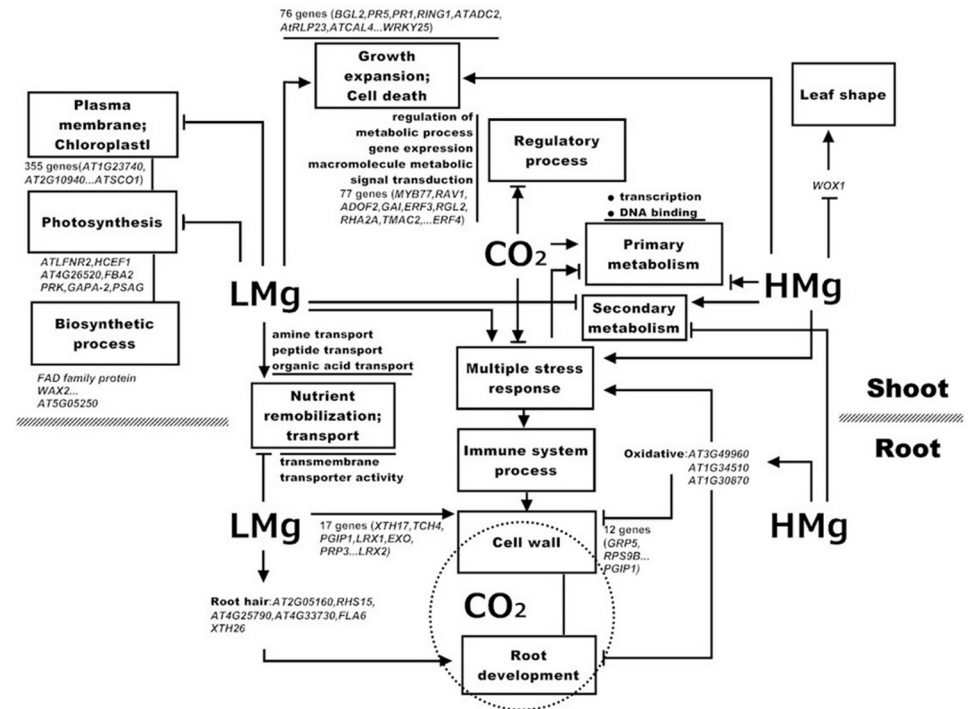 76 genes (BGL2,PR5,PR1,RING1,ATADC2,
AtRLP23,ATCAL4...WRKY25)
Growth
expansion;
Cell death
Leaf shape
Plasma
membrane;
Chloroplastl
355 genes(AT1G23740,
AT2G10940...ATSCO1)
Photosynthesis
ATLFNR2,HCEF1
AT4G26520,FBA2
PRK,GAPA-2,PSAG
Biosynthetic
process
FAD family protein
WAX2...
AT5G05250
regulation of
metabolic process
gene expression
macromolecule metabolic
signal transduction
77 genes (MYB77,RAV1,
ADOF2,GAI,ERF3,RGL2,
RHA2A,TMAC2,...ERF4)
Regulatory
process
• transcription
• DNA binding
WOX1
CO2
Primary
metabolism
LMg
HMg
Secondary
metabolism
amine transport
peptide transport
organic acid transport
Multiple stress
response
Nutrient
remobilization;
transport
Shoot
Root
transmembrane
transporter activity
Immune system
process
Oxidative:AT3G49960
AT1G34510
AT1G30870
LMg
17 genes (XTH17,TCH4,
PGIP1,LRX1,EXO,
PRP3...LRX2)
Cell wall
12 genes
(GRP5,
RPS9B...
PGIP1)
HMg
Root hair:AT2G05160,RHS15,
AT4G25790,AT4G33730,FLA6
XTH26
CO2
Root
development